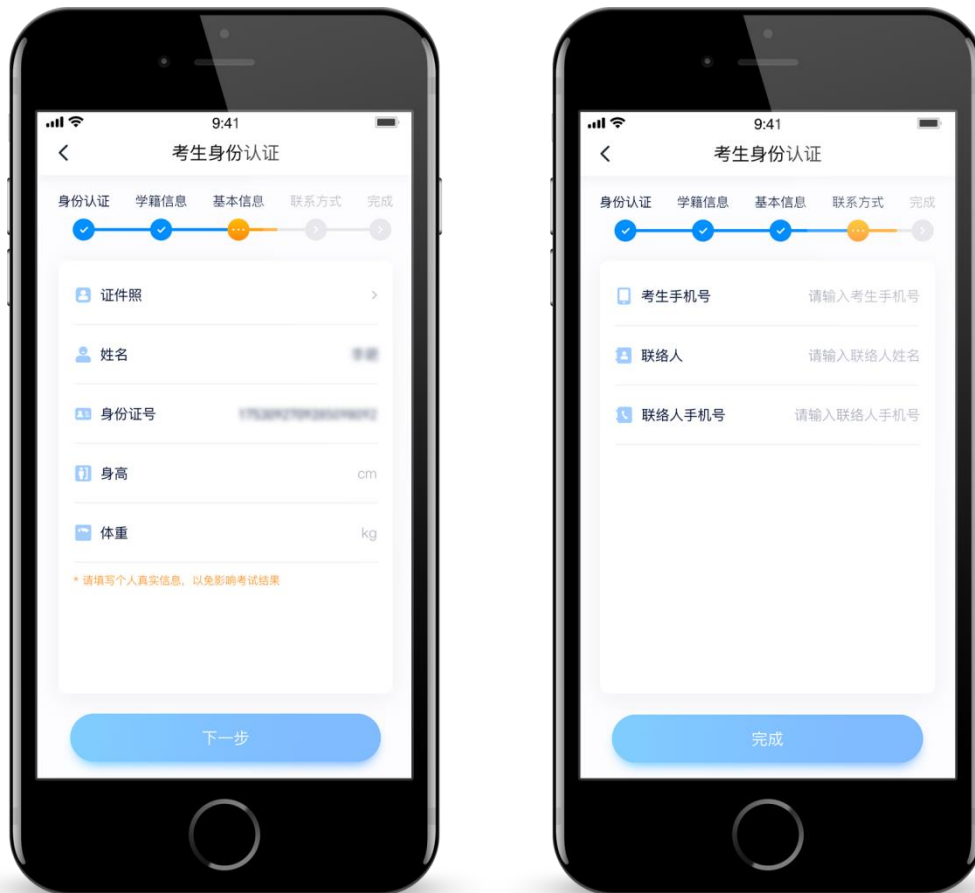 9:41
考生身份认证
身份认证 学籍信息 基本信息 联系方式 完成
证件照
姓名
身份证号
身高 cm
体重 kg
* 请填写个人真实信息，以免影响考试结果
下一步
9:41
考生身份认证
身份认证 学籍信息 基本信息 联系方式 完成
考生手机号 请输入考生手机号
联络人 请输入联络人姓名
联络人手机号 请输入联络人手机号
完成